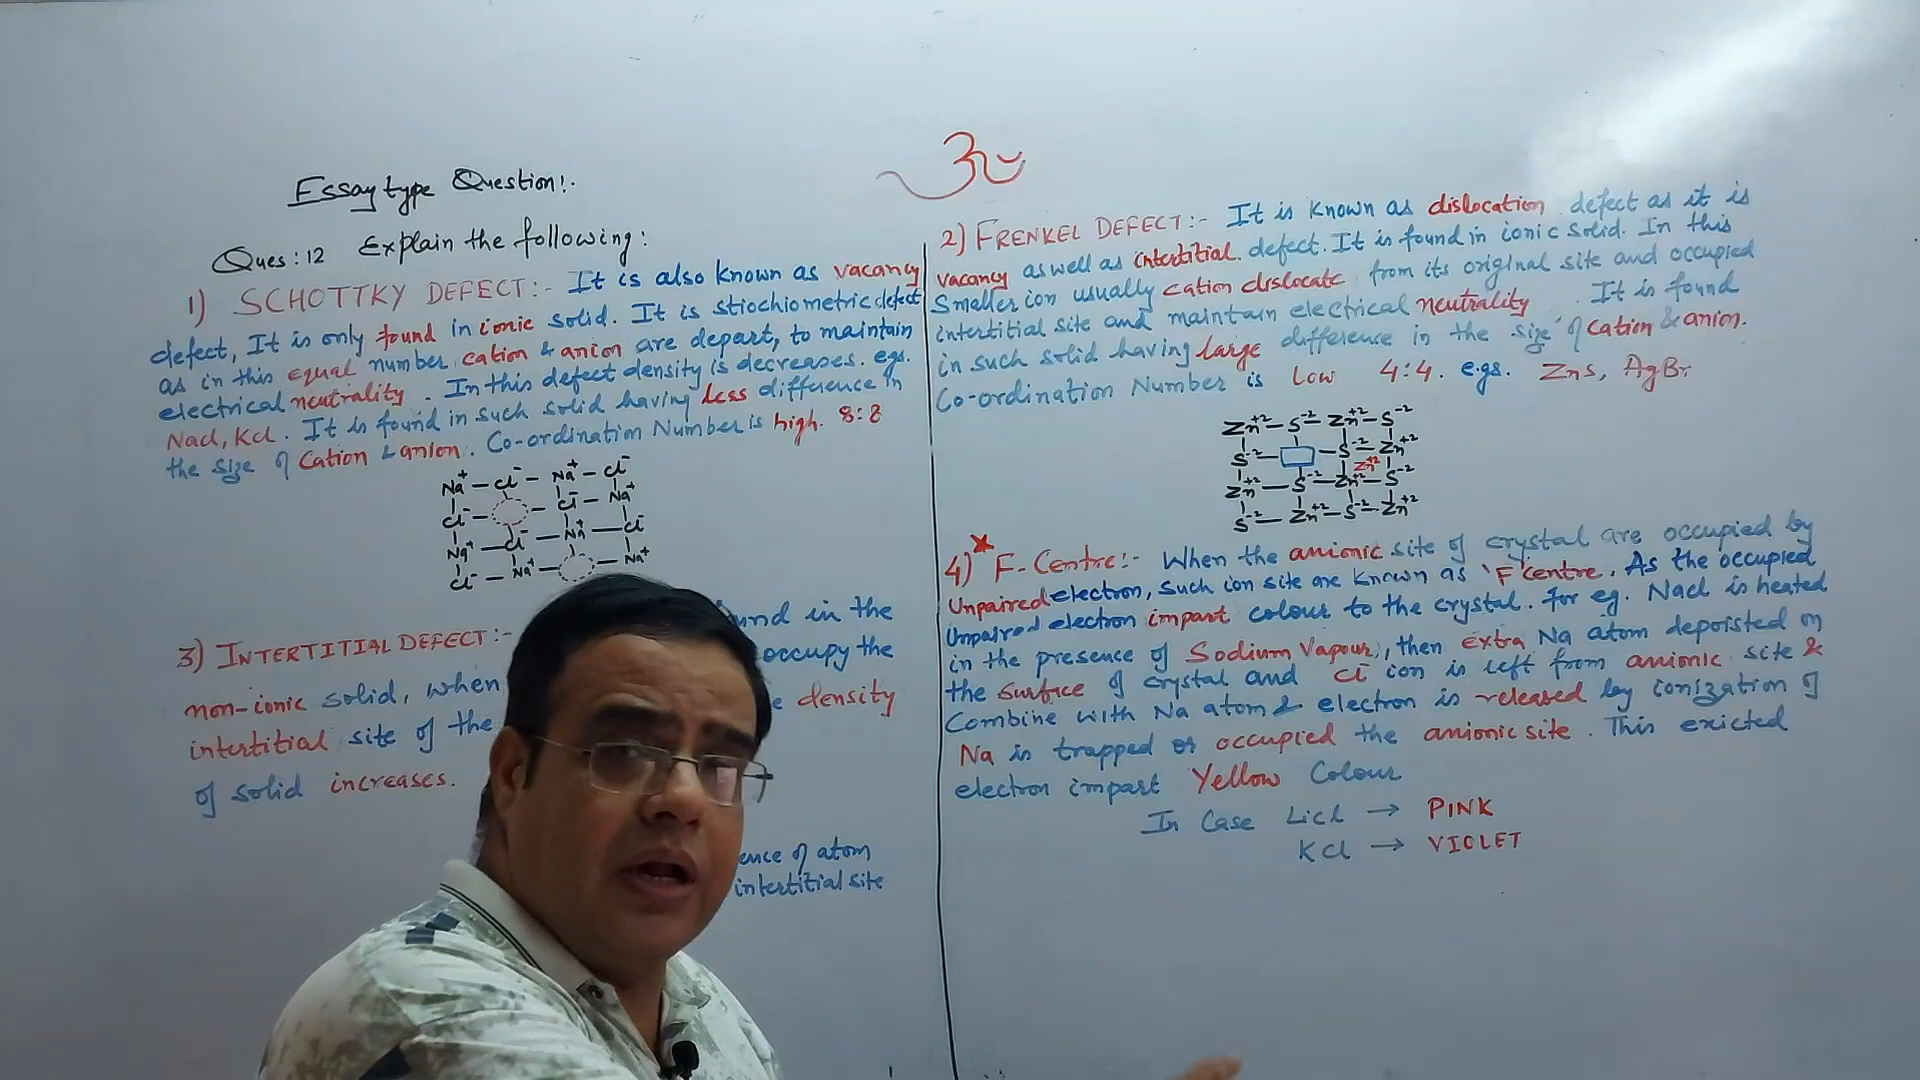 ॐ
Essay type Question:-
Ques: 12 Explain the following:
1) SCHOTTKY DEFECT:- It is also known as vacancy
defect, It is only found in ionic solid. It is stiochiometric defect
as in this equal number cation & anion are depart, to maintain
electrical neutrality. In this defect density is decreases. egs.
Nacl, Kcl. It is found in such solid having less difference in
the size of Cation & anion. Co-ordination Number is high. 8:8
Na+ — Cl- — Na+ — Cl-
Cl- — — Cl- — Na+
Na+ — Cl- — Na+ — Cl-
Cl- — Na+ — — Na+
3) INTERTITIAL DEFECT:- und in the
non-ionic solid, when occupy the
intertitial site of the density
of solid increases.
ence of atom
intertitial site
2) FRENKEL DEFECT:- It is known as dislocation defect as it is
vacancy as well as intertitial defect. It is found in ionic solid. In this
Smaller ion usually cation dislocate from its original site and occupied
intertitial site and maintain electrical neutrality. It is found
in such solid having large difference in the size of cation & anion.
Co-ordination Number is Low 4:4. e.gs. ZnS, AgBr
Zn+2 — S-2 — Zn+2 — S-2
S-2 — — S-2 — Zn+2
Zn+2
Zn+2 — S-2 — Zn+2 — S-2
S-2 — Zn+2 — S-2 — Zn+2
4) F-Centre:- When the anionic site of crystal are occupied by
Unpaired electron, Such ion site are known as 'F' centre. As the occupied
Unpaired electron impart colour to the crystal. For eg. Nacl is heated
in the presence of Sodium Vapour, then extra Na atom depoisted on
the surface of crystal and Cl- ion is left from anionic site &
Combine with Na atom & electron is released by ionization of
Na is trapped or occupied the anionic site. This exicted
electron impart Yellow Colour
In Case Licl → PINK
KCl → VIOLET